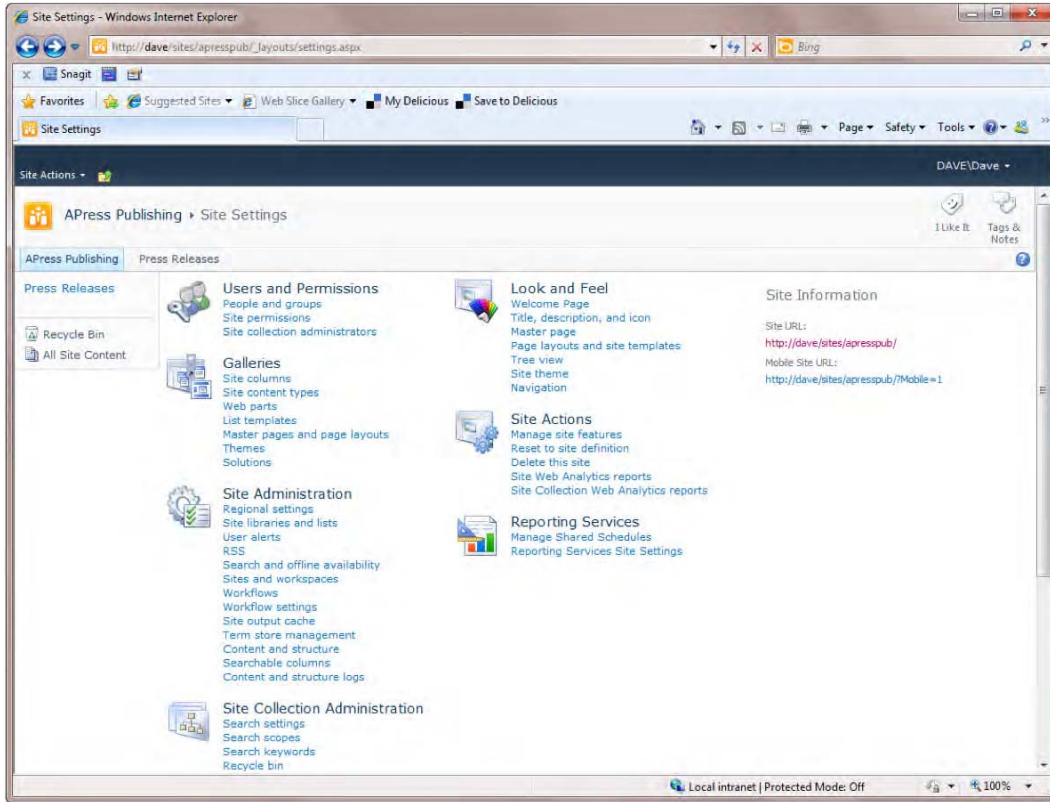 Site Settings - Windows Internet Explorer
http://dave/sites/apresspub/_layouts/settings.aspx
Bing
x Snagit
Favorites Suggested Sites Web Slice Gallery My Delicious Save to Delicious
Site Settings
Page Safety Tools
Site Actions
DAVE\Dave
APress Publishing Site Settings
I Like It
Tags &
Notes
APress Publishing Press Releases
Press Releases
Recycle Bin
All Site Content
Users and Permissions
People and groups
Site permissions
Site collection administrators
Galleries
Site columns
Site content types
Web parts
List templates
Master pages and page layouts
Themes
Solutions
Site Administration
Regional settings
Site libraries and lists
User alerts
RSS
Search and offline availability
Sites and workspaces
Workflows
Workflow settings
Site output cache
Term store management
Content and structure
Searchable columns
Content and structure logs
Site Collection Administration
Search settings
Search scopes
Search keywords
Recycle bin
Look and Feel
Welcome Page
Title, description, and icon
Master page
Page layouts and site templates
Tree view
Site theme
Navigation
Site Actions
Manage site features
Reset to site definition
Delete this site
Site Web Analytics reports
Site Collection Web Analytics reports
Reporting Services
Manage Shared Schedules
Reporting Services Site Settings
Site Information
Site URL:
http://dave/sites/apresspub/
Mobile Site URL:
http://dave/sites/apresspub/?Mobile=1
Local intranet | Protected Mode: Off
100%